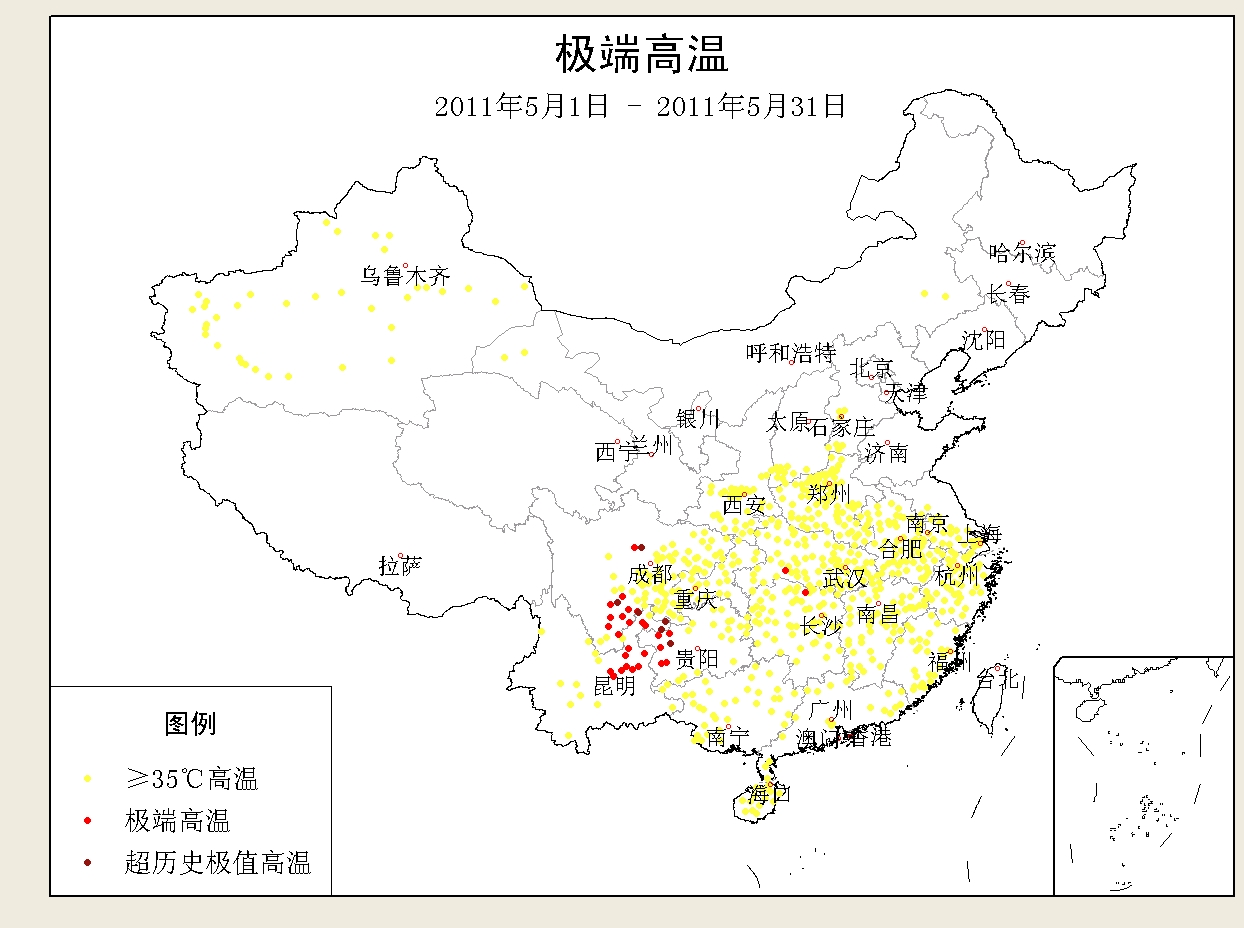 极端高温
2011年5月1日 － 2011年5月31日
哈尔滨
乌鲁木齐
长春
沈阳
呼和浩特
北京
天津
银川
太原
石家庄
西宁
兰州
济南
西安
郑州
南京
上海
合肥
拉萨
成都
武汉
杭州
重庆
长沙
南昌
贵阳
福州
台北
昆明
广州
南宁
澳门
香港
海口
图例
≥35℃高温
极端高温
超历史极值高温